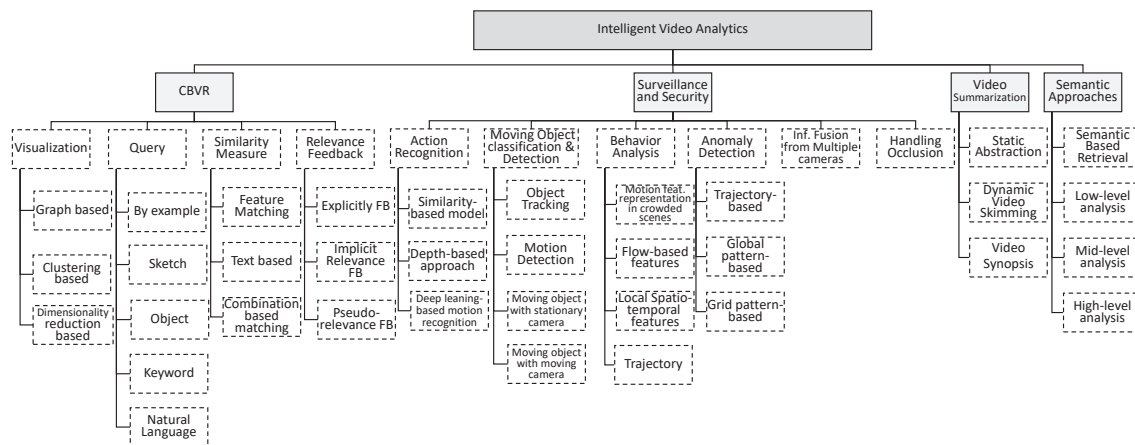 Intelligent Video Analytics
CBVR
Surveillance
and Security
Video
Summarization
Semantic
Approaches
Visualization
Query
Similarity
Measure
Relevance
Feedback
Action
Recognition
Moving Object
classification &
Detection
Behavior
Analysis
Anomaly
Detection
Inf. Fusion
from Multiple
cameras
Handling
Occlusion
Graph based
Clustering
based
Dimensionality
reduction
based
By example
Sketch
Object
Keyword
Natural
Language
Feature
Matching
Text based
Combination
based
matching
Explicitly FB
Implicit
Relevance
FB
Pseudo-
relevance FB
Similarity-
based model
Depth-based
approach
Deep leaning-
based motion
recognition
Object
Tracking
Motion
Detection
Moving object
with stationary
camera
Moving object
with moving
camera
Motion feat.
representation
in crowded
scenes
Flow-based
features
Local Spatio-
temporal
features
Trajectory
Trajectory-
based
Global
pattern-based
Grid pattern-
based
Static
Abstraction
Dynamic
Video
Skimming
Video
Synopsis
Semantic
Based
Retrieval
Low-level
analysis
Mid-level
analysis
High-level
analysis